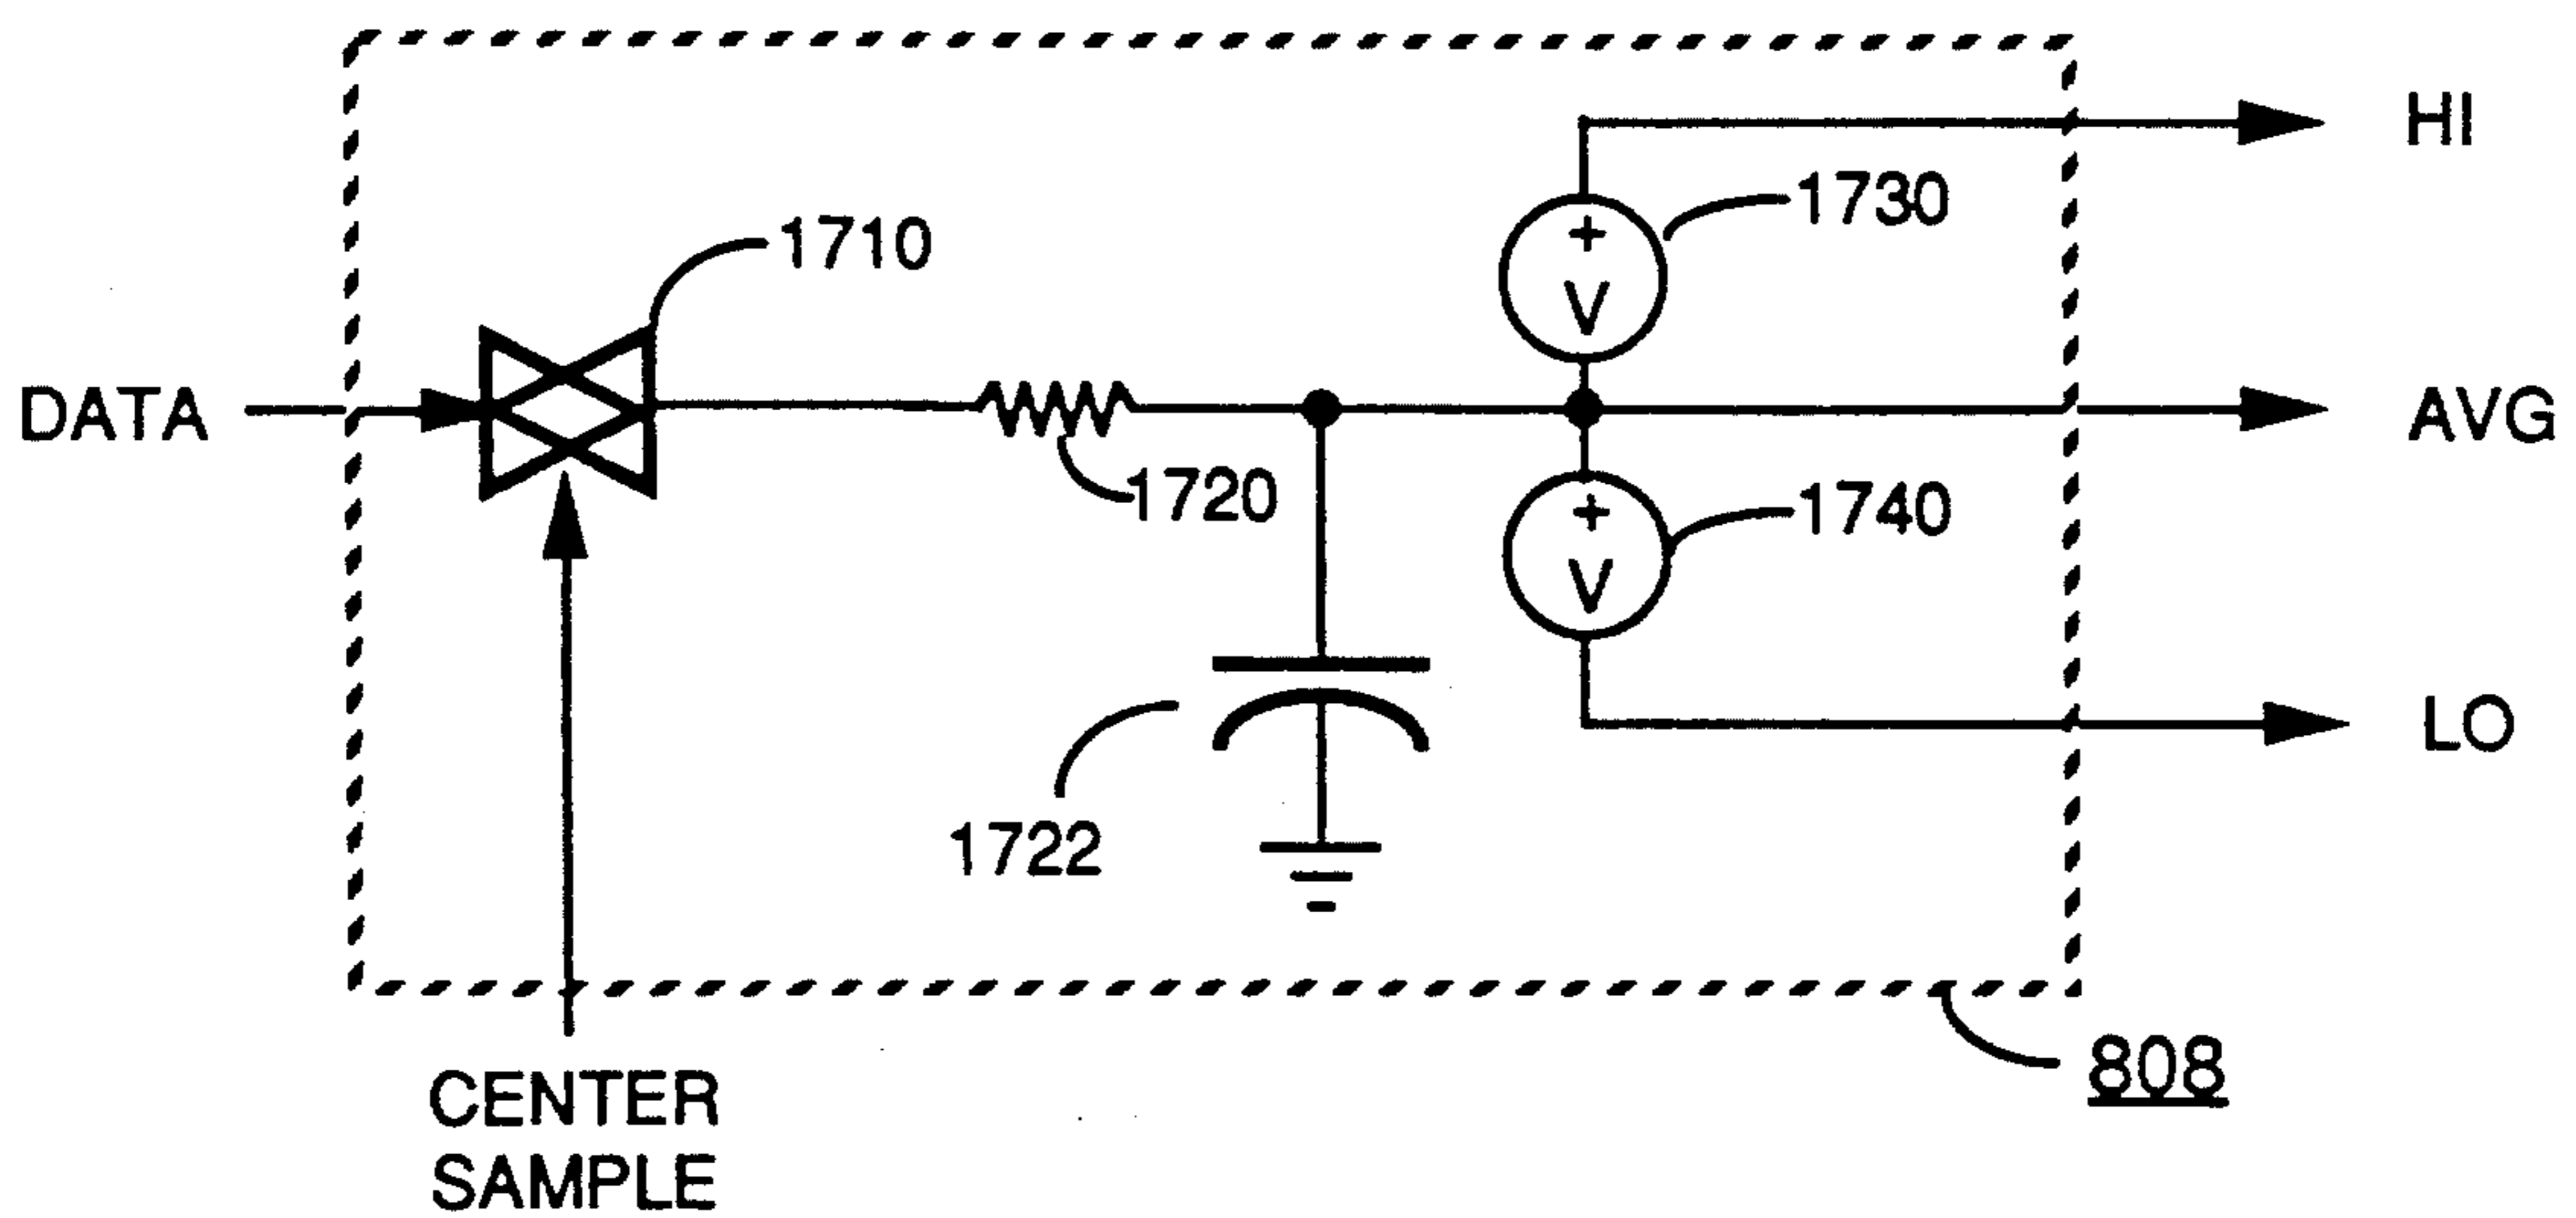 HI
1730
1710
+
V
DATA
AVG
1720
1740
+
V
LO
1722
808
CENTER
SAMPLE